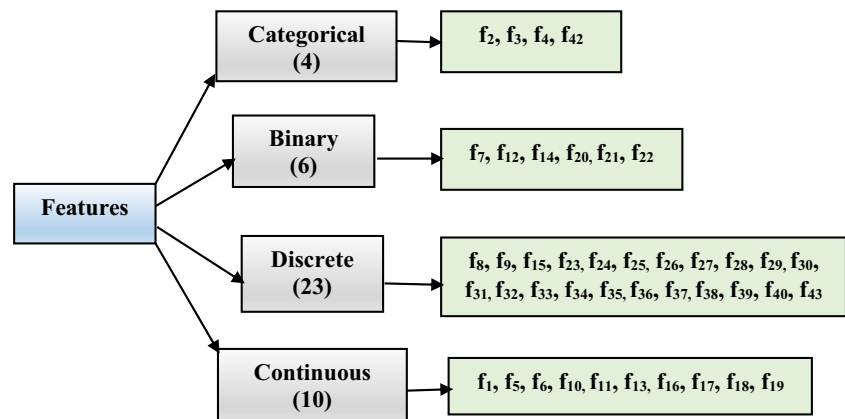 Categorical
(4)
f₂, f₃, f₄, f₄₂
Binary
(6)
f₇, f₁₂, f₁₄, f₂₀, f₂₁, f₂₂
Features
Discrete
(23)
f₈, f₉, f₁₅, f₂₃, f₂₄, f₂₅, f₂₆, f₂₇, f₂₈, f₂₉, f₃₀,
f₃₁, f₃₂, f₃₃, f₃₄, f₃₅, f₃₆, f₃₇, f₃₈, f₃₉, f₄₀, f₄₃
Continuous
(10)
f₁, f₅, f₆, f₁₀, f₁₁, f₁₃, f₁₆, f₁₇, f₁₈, f₁₉